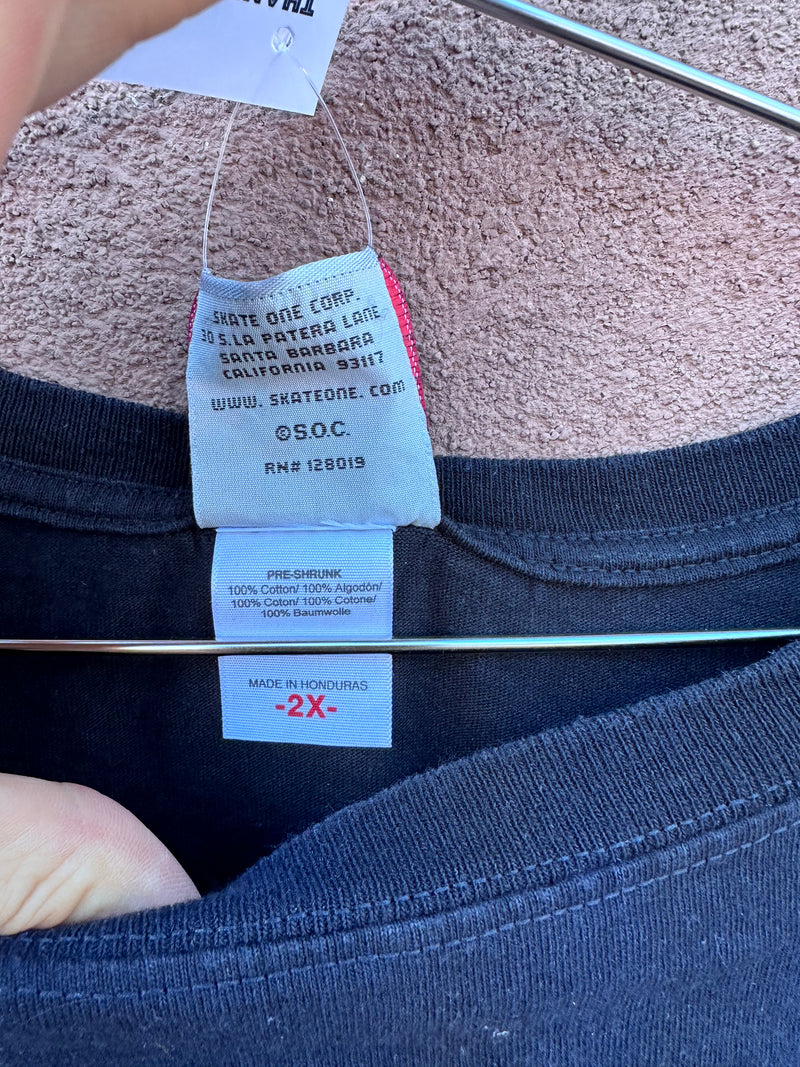 SKATE ONE CORP.
30 S. LA PATERA LANE
SANTA BARBARA
CALIFORNIA 93117
WWW. SKATEONE. COM
©S.O.C.
RN# 128019
PRE-SHRUNK
100% Cotton/ 100% Algodón/
100% Coton/ 100% Cotone/
100% Baumwolle
MADE IN HONDURAS
-2X-